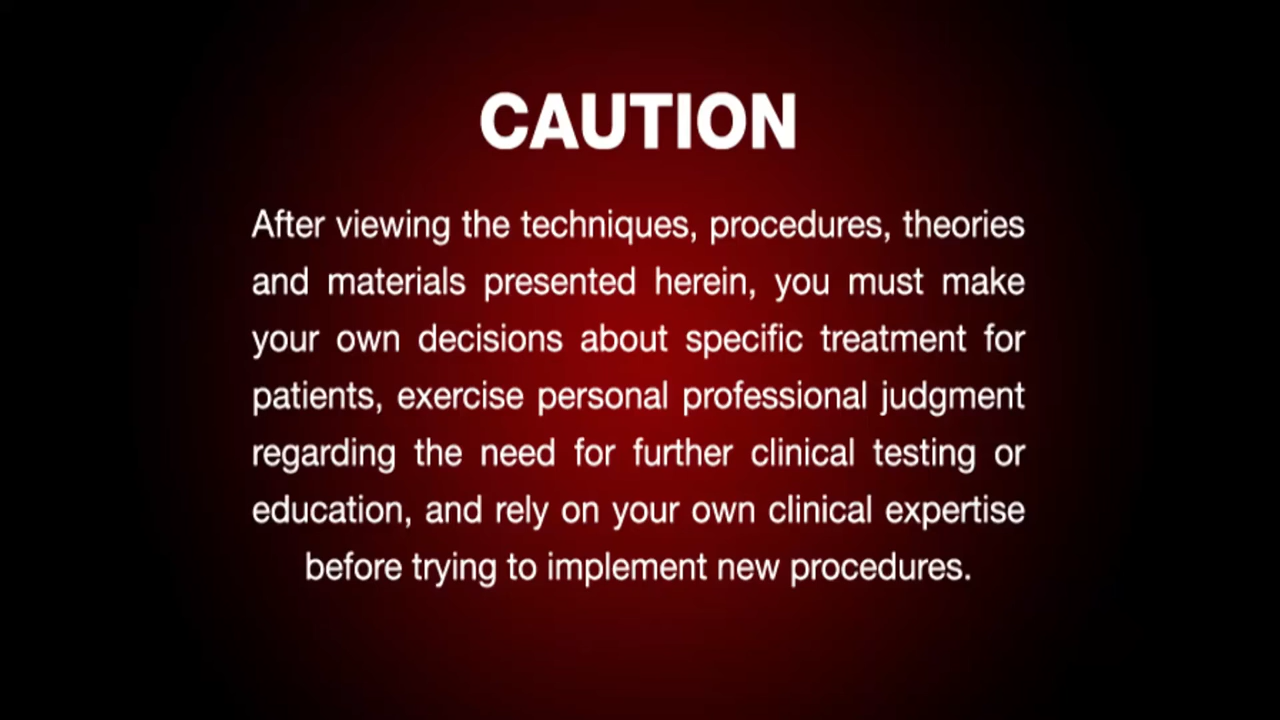 CAUTION
After viewing the techniques, procedures, theories
and materials presented herein, you must make
your own decisions about specific treatment for
patients, exercise personal professional judgment
regarding the need for further clinical testing or
education, and rely on your own clinical expertise
before trying to implement new procedures.